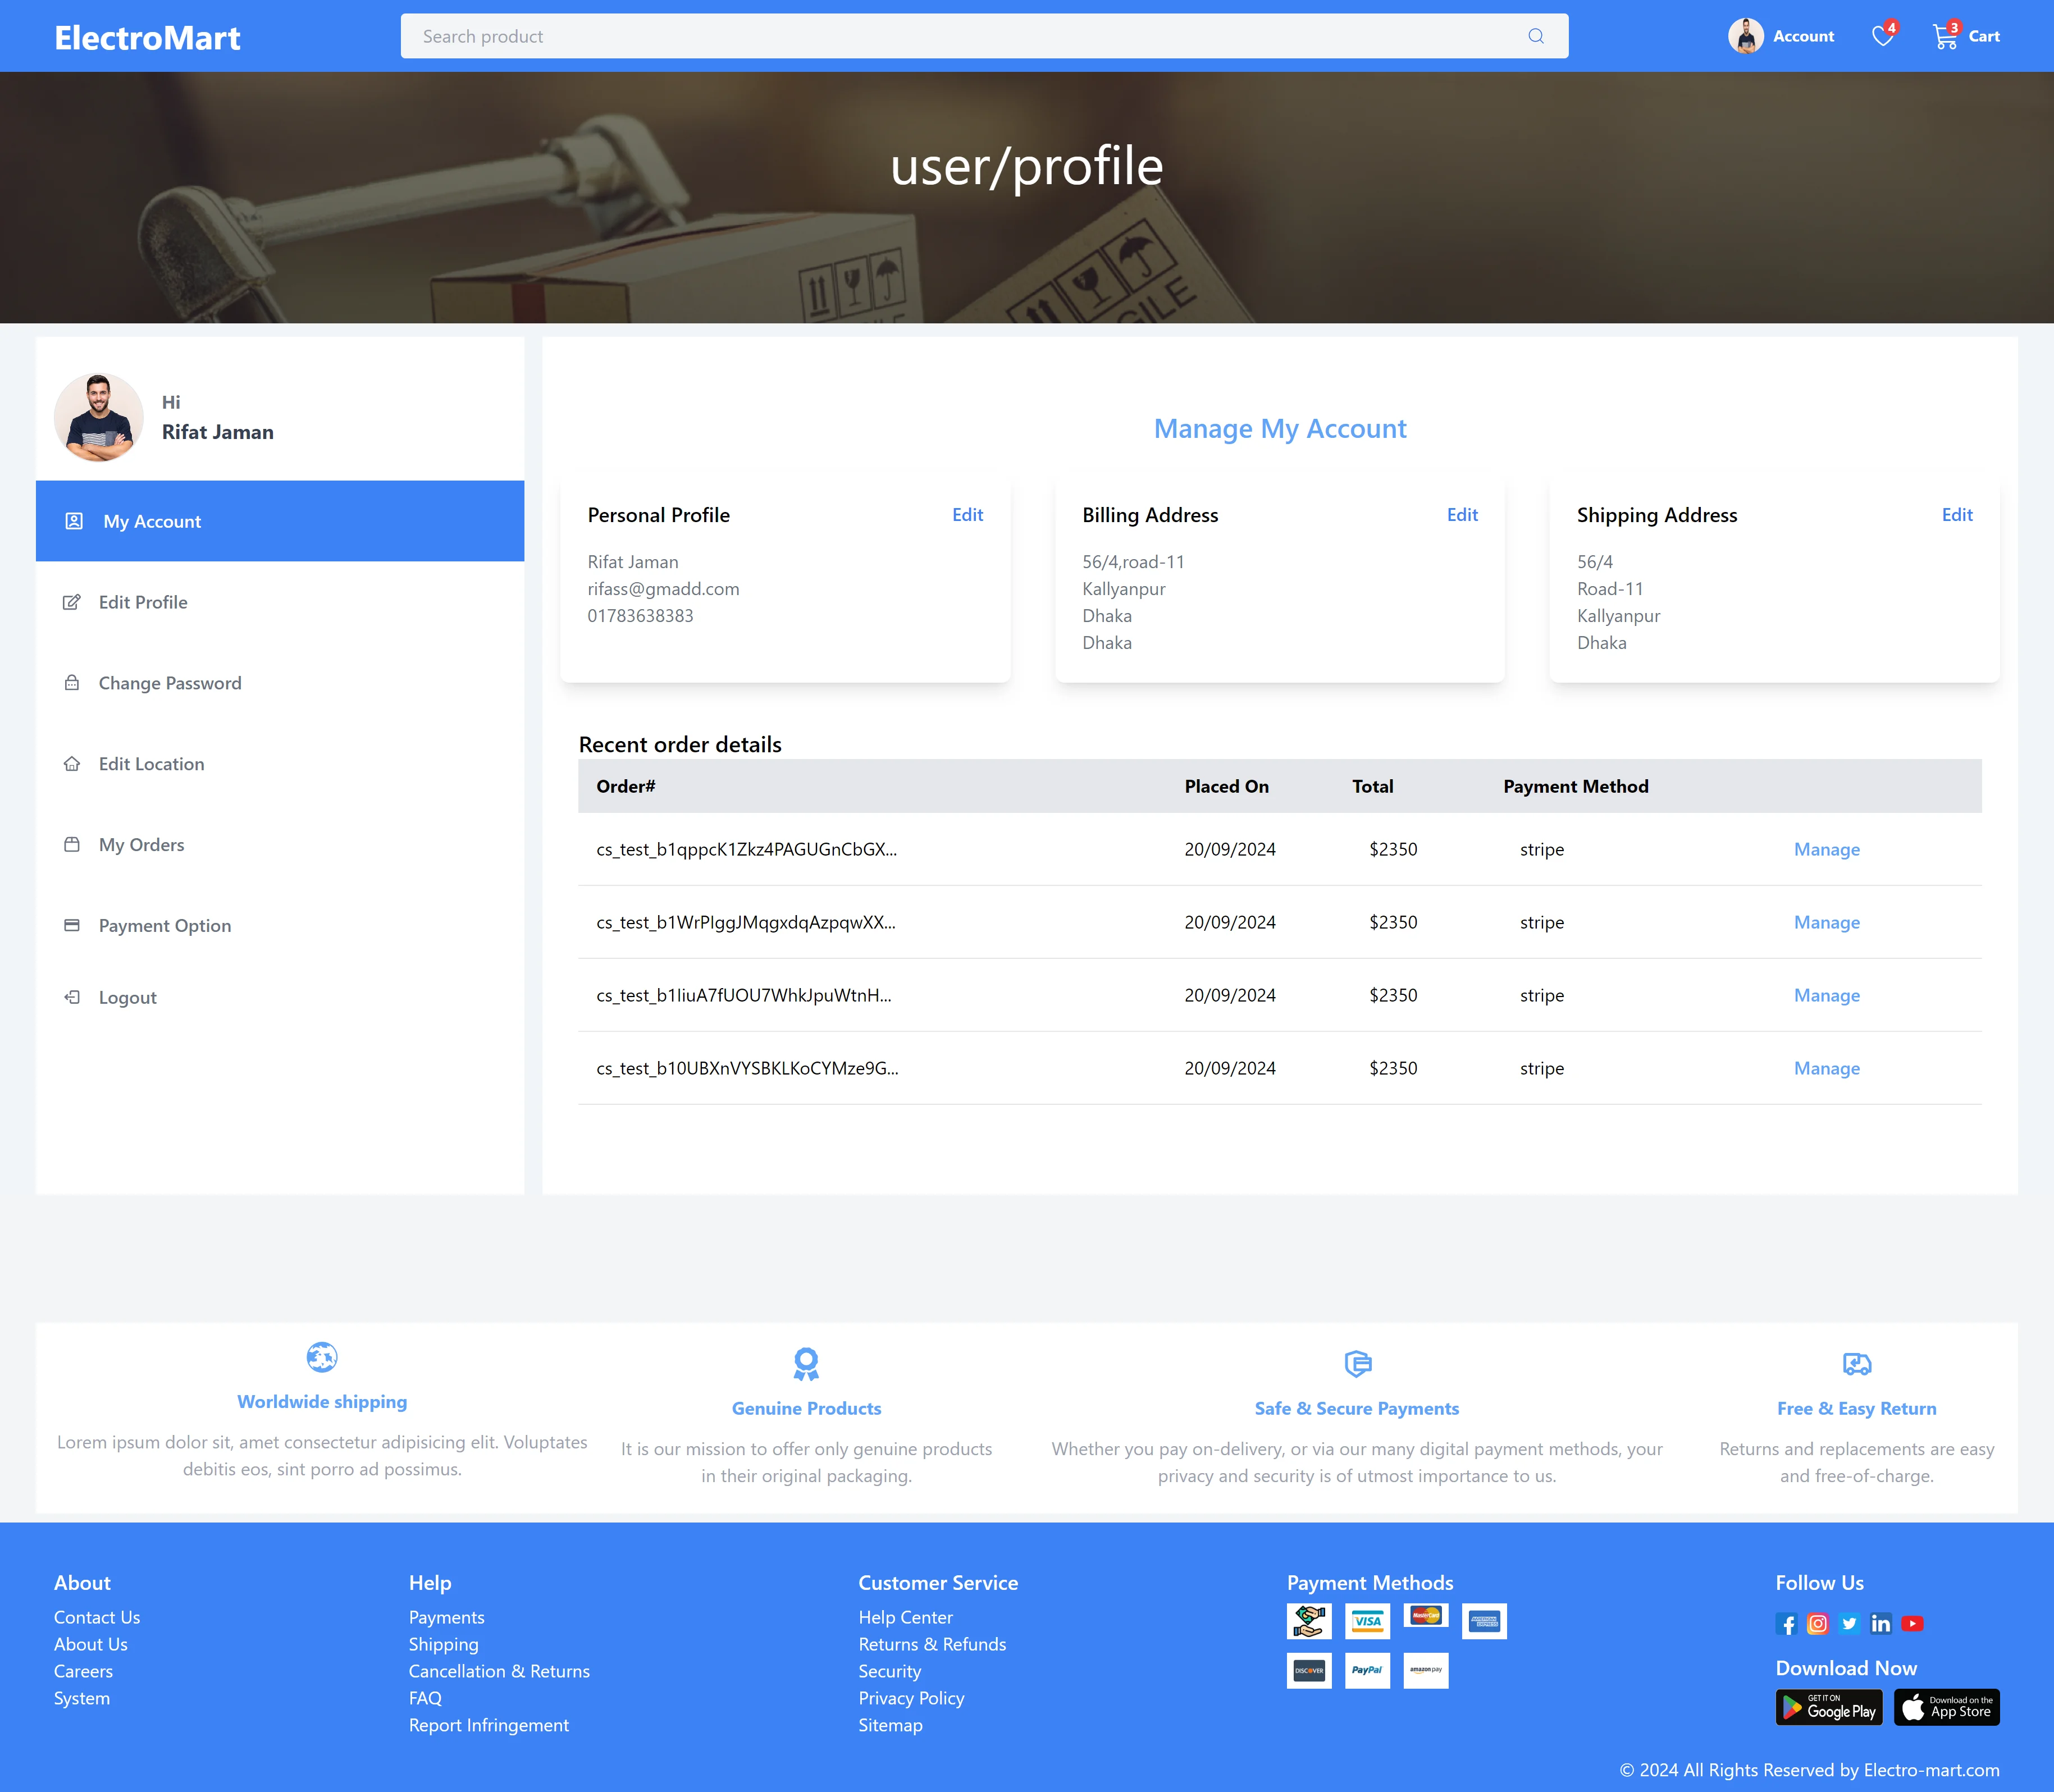 ElectroMart
Search product
Account
4
3
Cart
user/profile
FRAGILE
Hi
Rifat Jaman
My Account
Edit Profile
Change Password
Edit Location
My Orders
Payment Option
Logout
Manage My Account
Personal Profile
Edit
Rifat Jaman
rifass@gmadd.com
01783638383
Billing Address
Edit
56/4,road-11
Kallyanpur
Dhaka
Dhaka
Shipping Address
Edit
56/4
Road-11
Kallyanpur
Dhaka
Recent order details
Order# Placed On Total Payment Method
cs_test_b1qppcK1Zkz4PAGUGnCbGX... 20/09/2024 $2350 stripe Manage
cs_test_b1WrPIggJMqgxdqAzpqwXX... 20/09/2024 $2350 stripe Manage
cs_test_b1liuA7fUOU7WhkJpuWtnH... 20/09/2024 $2350 stripe Manage
cs_test_b10UBXnVYSBKLKoCYMze9G... 20/09/2024 $2350 stripe Manage
Worldwide shipping
Lorem ipsum dolor sit, amet consectetur adipisicing elit. Voluptates
debitis eos, sint porro ad possimus.
Genuine Products
It is our mission to offer only genuine products
in their original packaging.
Safe & Secure Payments
Whether you pay on-delivery, or via our many digital payment methods, your
privacy and security is of utmost importance to us.
Free & Easy Return
Returns and replacements are easy
and free-of-charge.
About
Contact Us
About Us
Careers
System
Help
Payments
Shipping
Cancellation & Returns
FAQ
Report Infringement
Customer Service
Help Center
Returns & Refunds
Security
Privacy Policy
Sitemap
Payment Methods
VISA
MasterCard
AMERICAN EXPRESS
DISCOVER
PayPal
amazon pay
Follow Us
Download Now
GET IT ON
Google Play
Download on the
App Store
© 2024 All Rights Reserved by Electro-mart.com